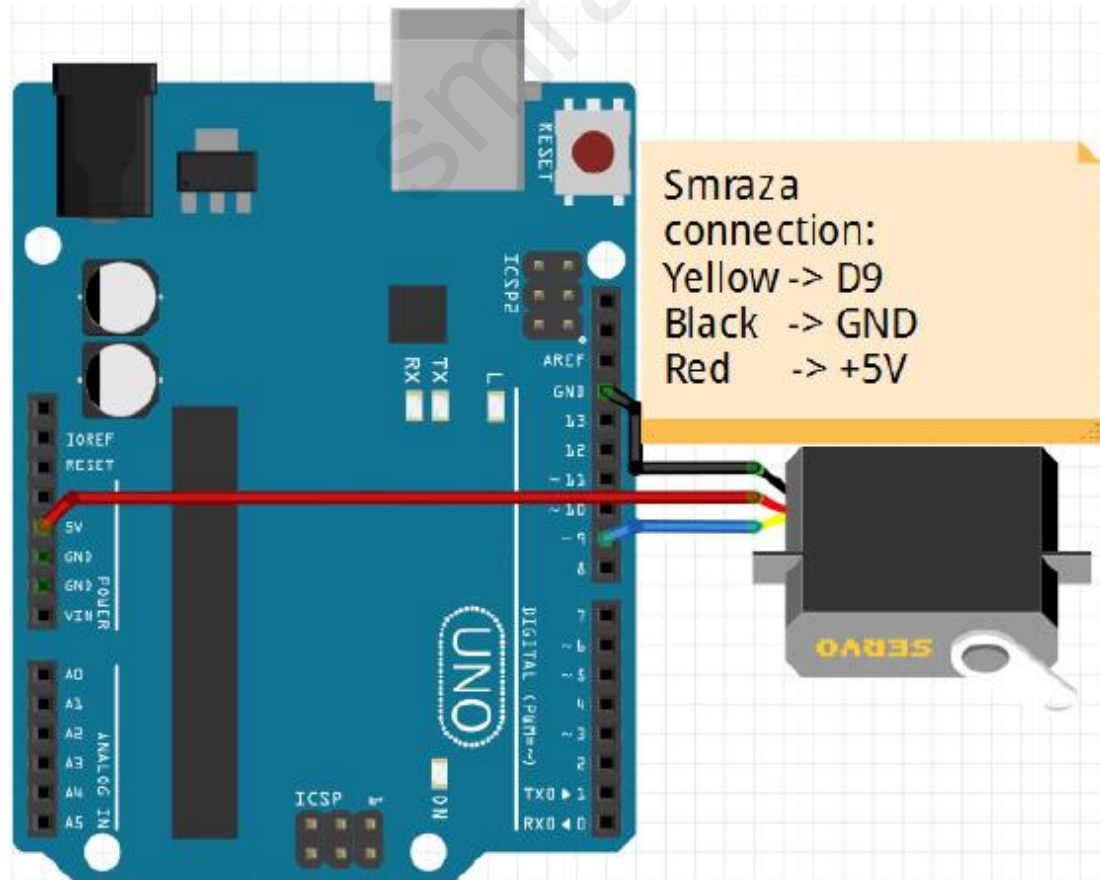 smra
RESET
Smraza
connection:
Yellow -> D9
Black -> GND
Red -> +5V
ICSP2
AREF
GND
13
12
~11
~10
~9
8
RX
TX
L
IOREF
RESET
5V
GND
GND
VIN
POWER
7
~6
~5
4
~3
2
TX0 ▶ 1
RX0 ◀ 0
DIGITAL (PWM=~)
UNO
ON
A0
A1
A2
A3
A4
A5
ANALOG IN
ICSP
1
SERVO